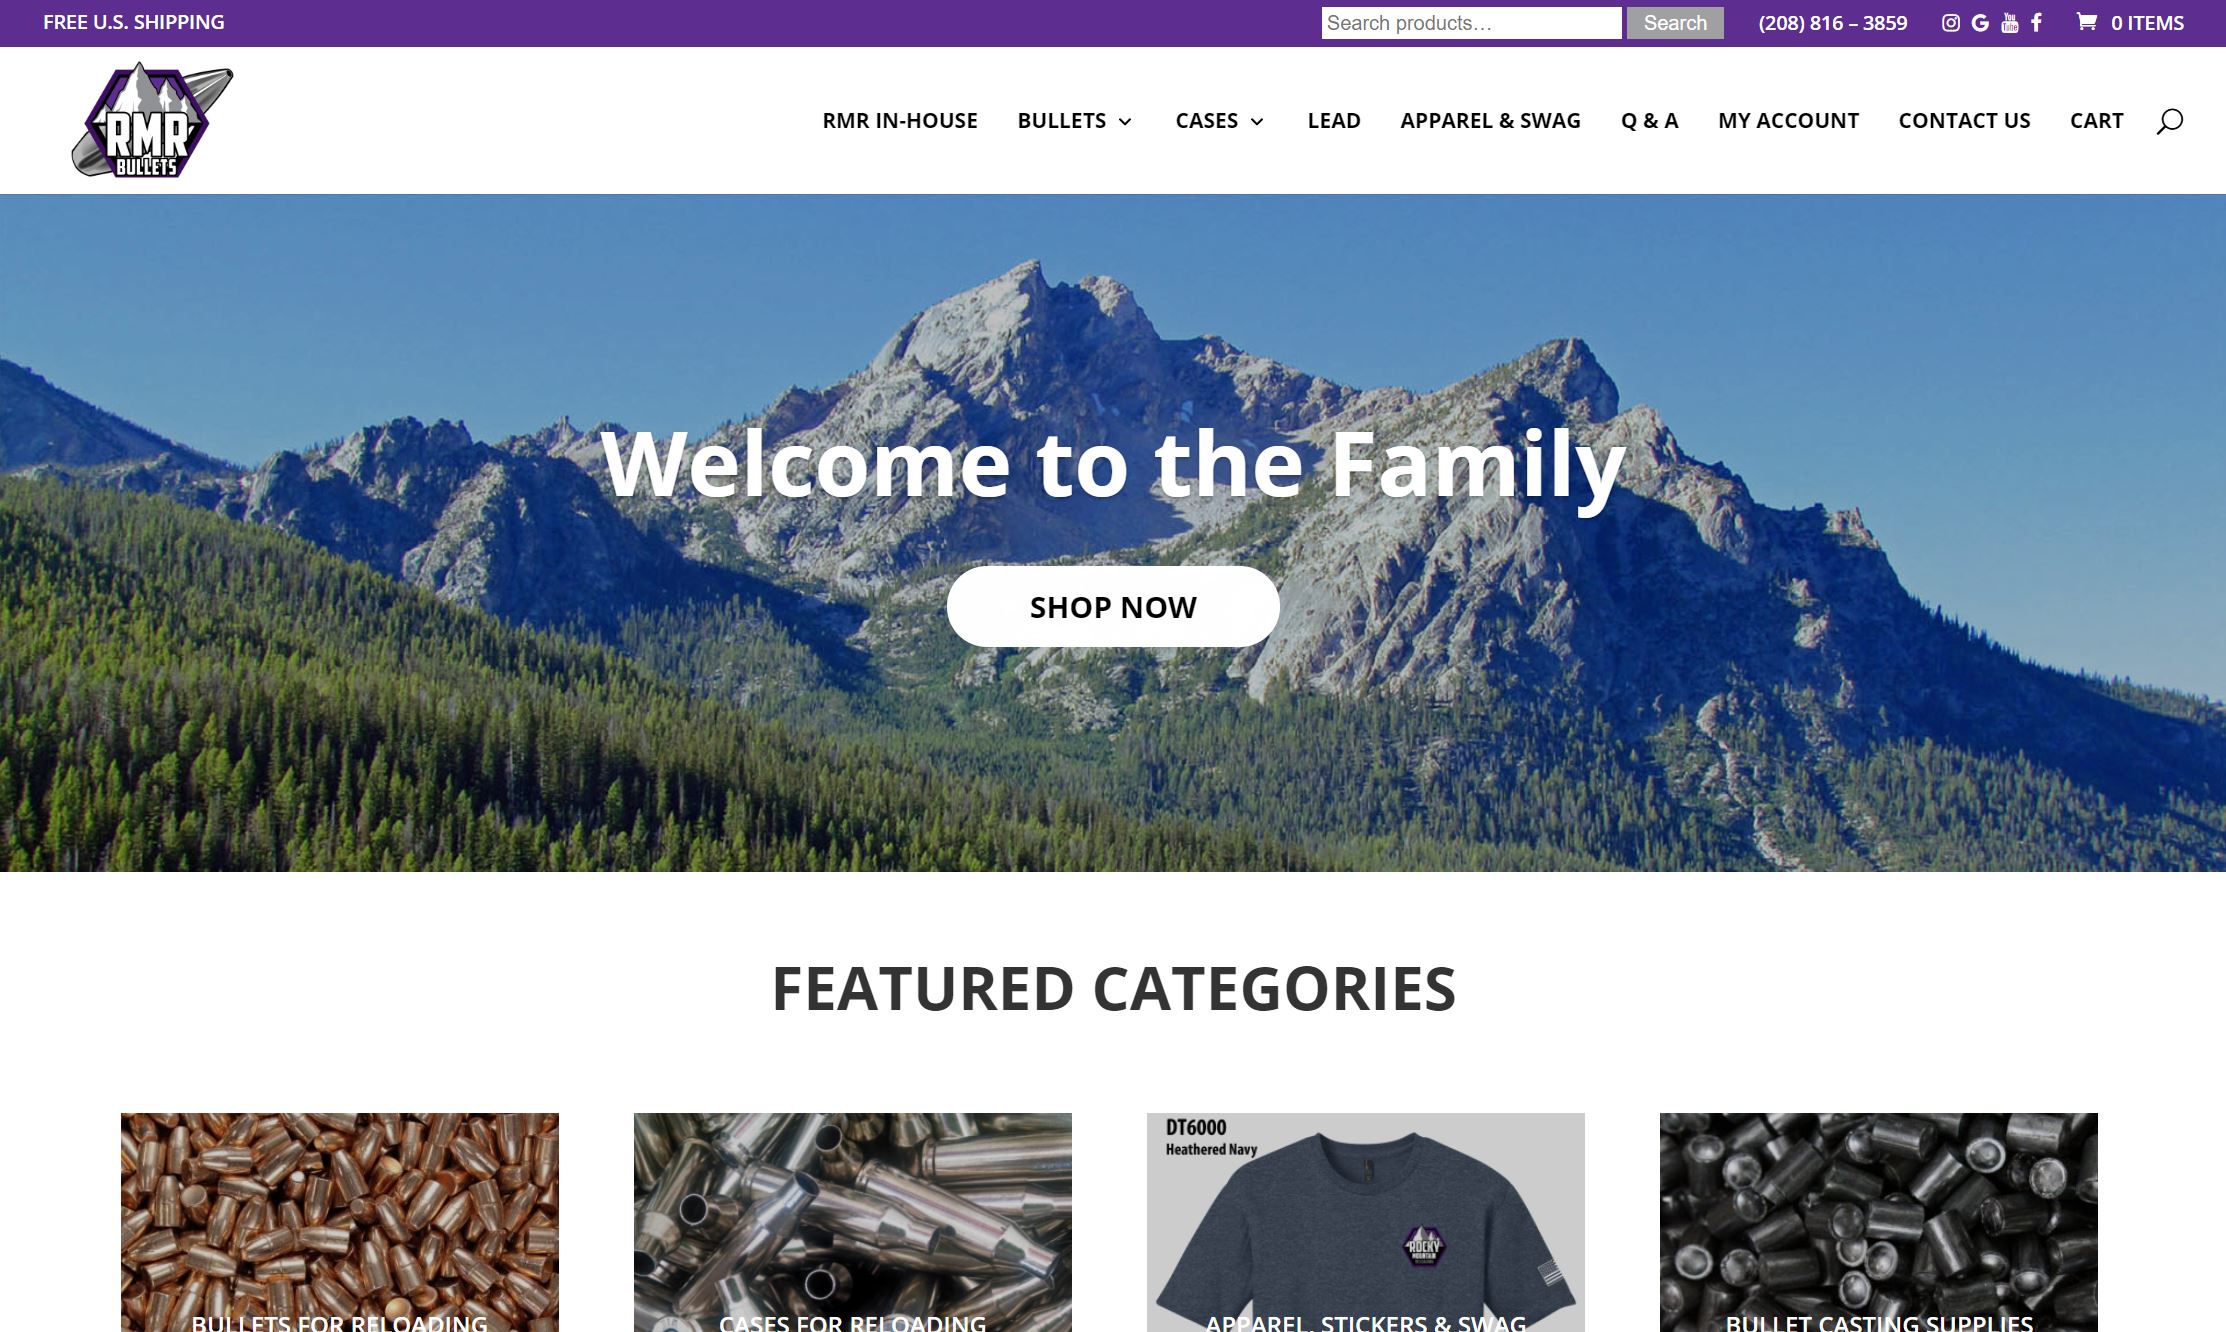 FREE U.S. SHIPPING
Search products…
Search
(208) 816 – 3859
You
Tube
0 ITEMS
RMR
BULLETS
RMR IN-HOUSE
BULLETS
CASES
LEAD
APPAREL & SWAG
Q & A
MY ACCOUNT
CONTACT US
CART
Welcome to the Family
SHOP NOW
FEATURED CATEGORIES
DT6000
Heathered Navy
ROCKY
MOUNTAIN
BULLETS FOR RELOADING
CASES FOR RELOADING
APPAREL, STICKERS & SWAG
BULLET CASTING SUPPLIES